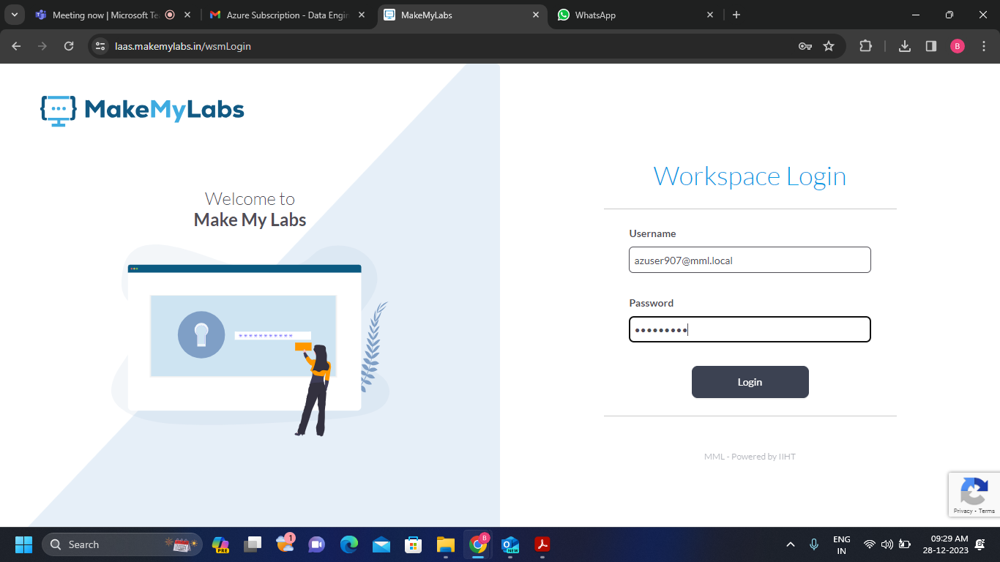 Meeting now | Microsoft Te
Azure Subscription - Data Engin
MakeMyLabs
WhatsApp
laas.makemylabs.in/wsmLogin
B
MakeMyLabs
Welcome to
Make My Labs
***********
Workspace Login
Username
azuser907@mml.local
Password
•••••••••
Login
MML - Powered by IIHT
Privacy - Terms
Search
PRE
1
B
NEW
ENG
IN
09:29 AM
28-12-2023